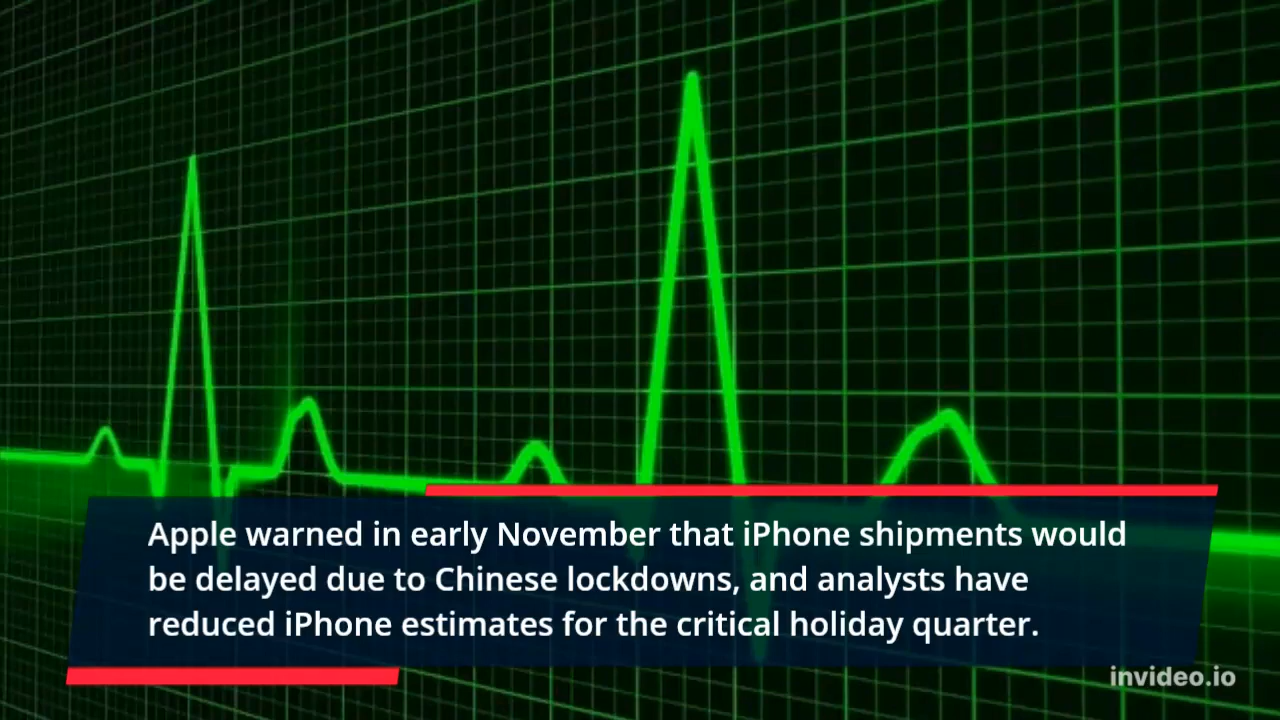 Apple warned in early November that iPhone shipments would
be delayed due to Chinese lockdowns, and analysts have
reduced iPhone estimates for the critical holiday quarter.
invideo.io